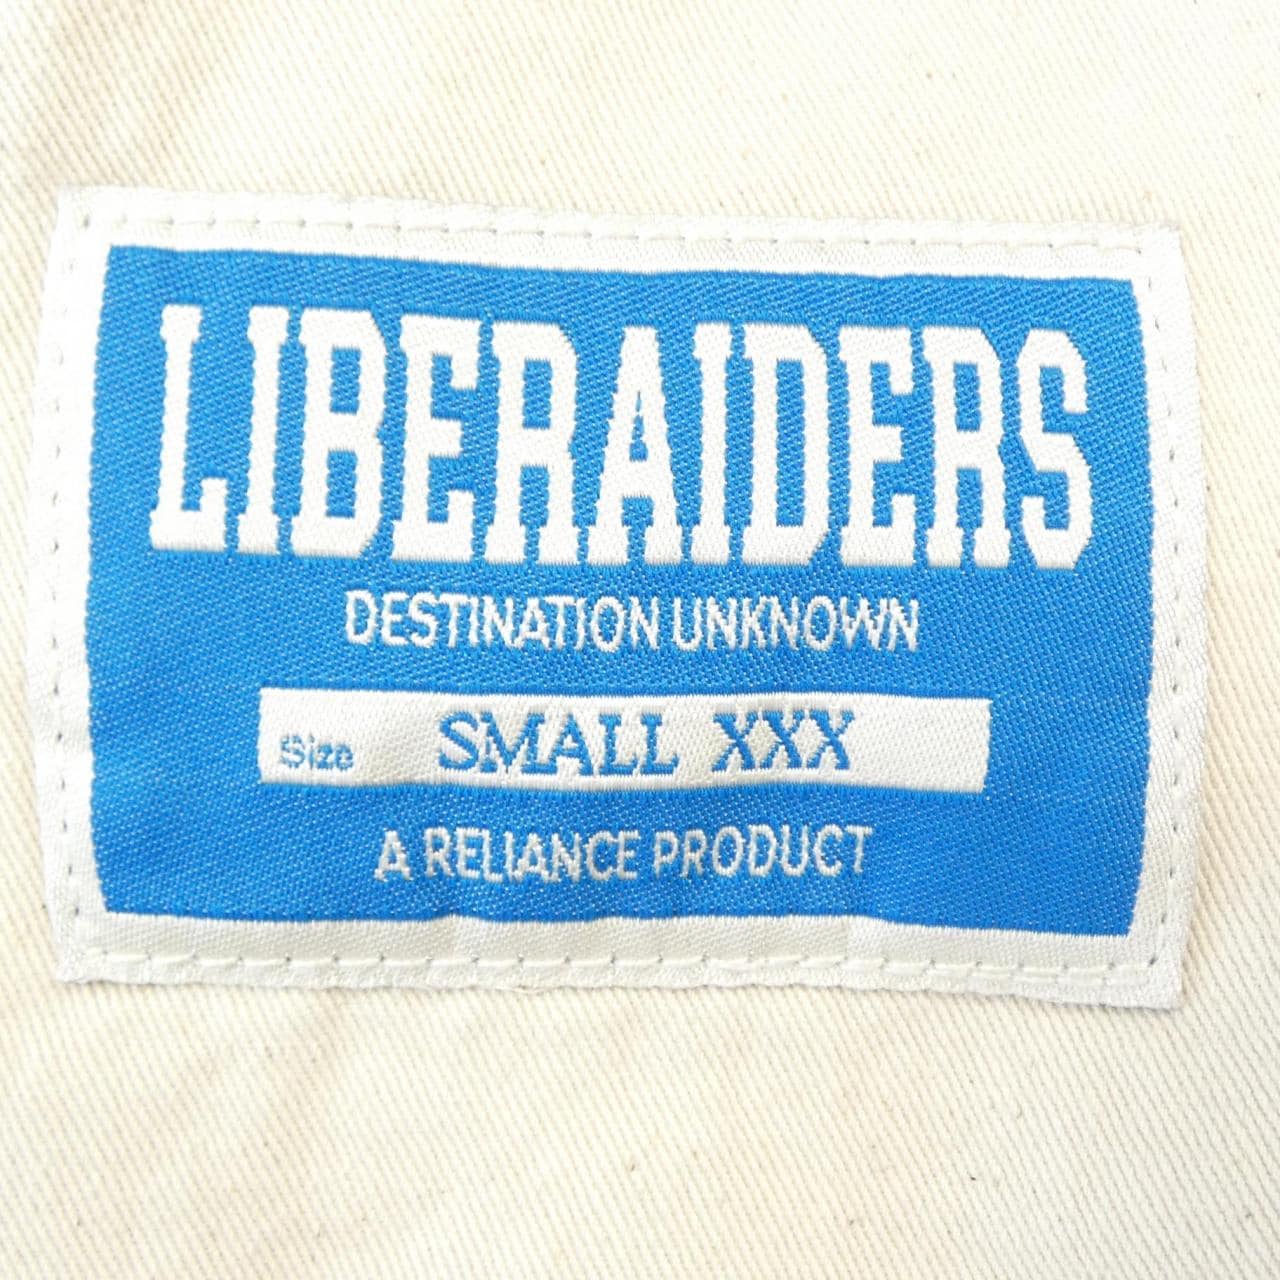 LIBERAIDERS
DESTINATION UNKNOWN
Size SMALL XXX
A RELIANCE PRODUCT